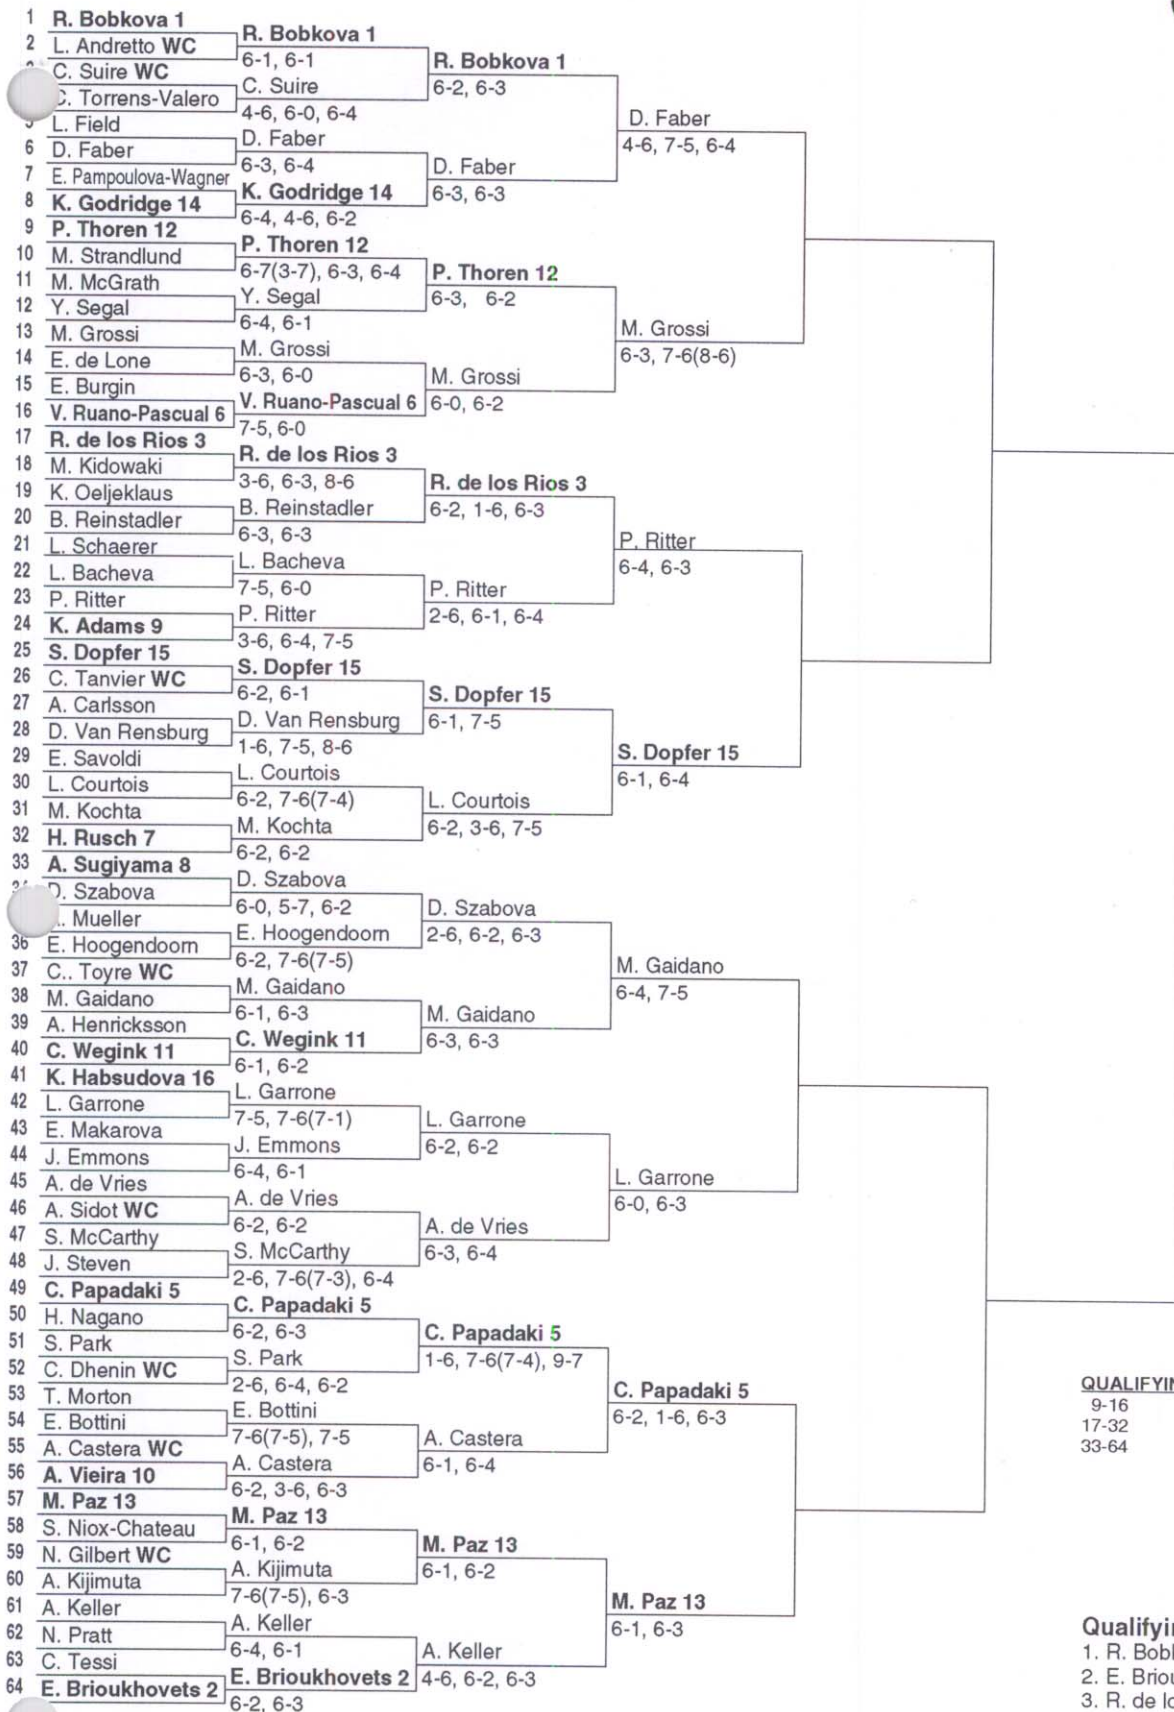 1 R. Bobkova 1
2 L. Andretto WC
C. Suire WC
C. Torrens-Valero
L. Field
6 D. Faber
7 E. Pampoulova-Wagner
8 K. Godridge 14
9 P. Thoren 12
10 M. Strandlund
11 M. McGrath
12 Y. Segal
13 M. Grossi
14 E. de Lone
15 E. Burgin
16 V. Ruano-Pascual 6
17 R. de los Rios 3
18 M. Kidowaki
19 K. Oeljeklaus
20 B. Reinstadler
21 L. Schaerer
22 L. Bacheva
23 P. Ritter
24 K. Adams 9
25 S. Dopfer 15
26 C. Tanvier WC
27 A. Carlsson
28 D. Van Rensburg
29 E. Savoldi
30 L. Courtois
31 M. Kochta
32 H. Rusch 7
33 A. Sugiyama 8
D. Szabova
. Mueller
36 E. Hoogendoorn
37 C.. Toyre WC
38 M. Gaidano
39 A. Henricksson
40 C. Wegink 11
41 K. Habsudova 16
42 L. Garrone
43 E. Makarova
44 J. Emmons
45 A. de Vries
46 A. Sidot WC
47 S. McCarthy
48 J. Steven
49 C. Papadaki 5
50 H. Nagano
51 S. Park
52 C. Dhenin WC
53 T. Morton
54 E. Bottini
55 A. Castera WC
56 A. Vieira 10
57 M. Paz 13
58 S. Niox-Chateau
59 N. Gilbert WC
60 A. Kijimuta
61 A. Keller
62 N. Pratt
63 C. Tessi
64 E. Brioukhovets 2
R. Bobkova 1
6-1, 6-1
C. Suire
4-6, 6-0, 6-4
D. Faber
6-3, 6-4
K. Godridge 14
6-4, 4-6, 6-2
P. Thoren 12
6-7(3-7), 6-3, 6-4
Y. Segal
6-4, 6-1
M. Grossi
6-3, 6-0
V. Ruano-Pascual 6
7-5, 6-0
R. de los Rios 3
3-6, 6-3, 8-6
B. Reinstadler
6-3, 6-3
L. Bacheva
7-5, 6-0
P. Ritter
3-6, 6-4, 7-5
S. Dopfer 15
6-2, 6-1
D. Van Rensburg
1-6, 7-5, 8-6
L. Courtois
6-2, 7-6(7-4)
M. Kochta
6-2, 6-2
D. Szabova
6-0, 5-7, 6-2
E. Hoogendoorn
6-2, 7-6(7-5)
M. Gaidano
6-1, 6-3
C. Wegink 11
6-1, 6-2
L. Garrone
7-5, 7-6(7-1)
J. Emmons
6-4, 6-1
A. de Vries
6-2, 6-2
S. McCarthy
2-6, 7-6(7-3), 6-4
C. Papadaki 5
6-2, 6-3
S. Park
2-6, 6-4, 6-2
E. Bottini
7-6(7-5), 7-5
A. Castera
6-2, 3-6, 6-3
M. Paz 13
6-1, 6-2
A. Kijimuta
7-6(7-5), 6-3
A. Keller
6-4, 6-1
E. Brioukhovets 2
6-2, 6-3
R. Bobkova 1
6-2, 6-3
D. Faber
6-3, 6-3
P. Thoren 12
6-3, 6-2
M. Grossi
6-0, 6-2
R. de los Rios 3
6-2, 1-6, 6-3
P. Ritter
2-6, 6-1, 6-4
S. Dopfer 15
6-1, 7-5
L. Courtois
6-2, 3-6, 7-5
D. Szabova
2-6, 6-2, 6-3
M. Gaidano
6-3, 6-3
L. Garrone
6-2, 6-2
A. de Vries
6-3, 6-4
C. Papadaki 5
1-6, 7-6(7-4), 9-7
A. Castera
6-1, 6-4
M. Paz 13
6-1, 6-2
A. Keller
4-6, 6-2, 6-3
D. Faber
4-6, 7-5, 6-4
M. Grossi
6-3, 7-6(8-6)
P. Ritter
6-4, 6-3
S. Dopfer 15
6-1, 6-4
M. Gaidano
6-4, 7-5
L. Garrone
6-0, 6-3
C. Papadaki 5
6-2, 1-6, 6-3
M. Paz 13
6-1, 6-3
QUALIFYIN
9-16
17-32
33-64
Qualifyin
1. R. Bob
2. E. Briou
3. R. de lo